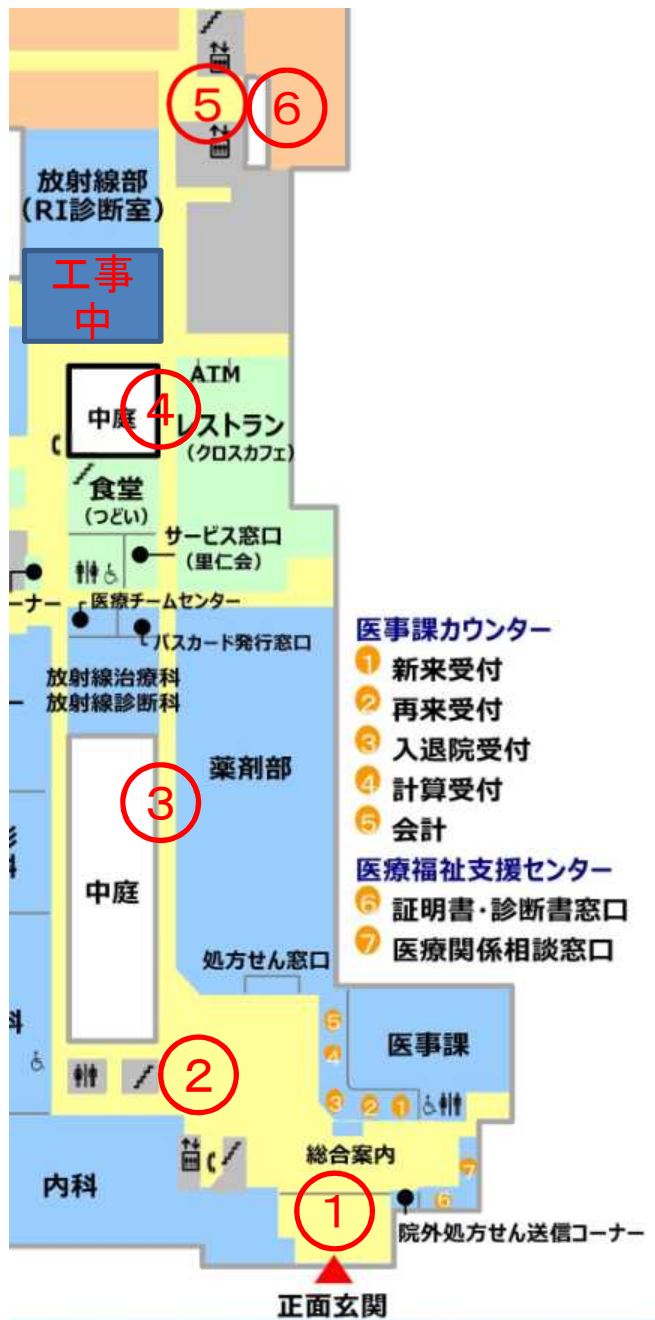 ⑤
⑥
放射線部
(RI診断室)
工事
中
ATM
中庭
④
レストラン
(クロスカフェ)
食堂
(つどい)
サービス窓口
(里仁会)
ーナー
医療チームセンター
パスカード発行窓口
放射線治療科
放射線診断科
医事課カウンター
1 新来受付
2 再来受付
3 入退院受付
4 計算受付
5 会計
医療福祉支援センター
6 証明書・診断書窓口
7 医療関係相談窓口
薬剤部
③
中庭
処方せん窓口
科
5
4
医事課
②
3
2
1
総合案内
7
内科
①
6
院外処方せん送信コーナー
正面玄関